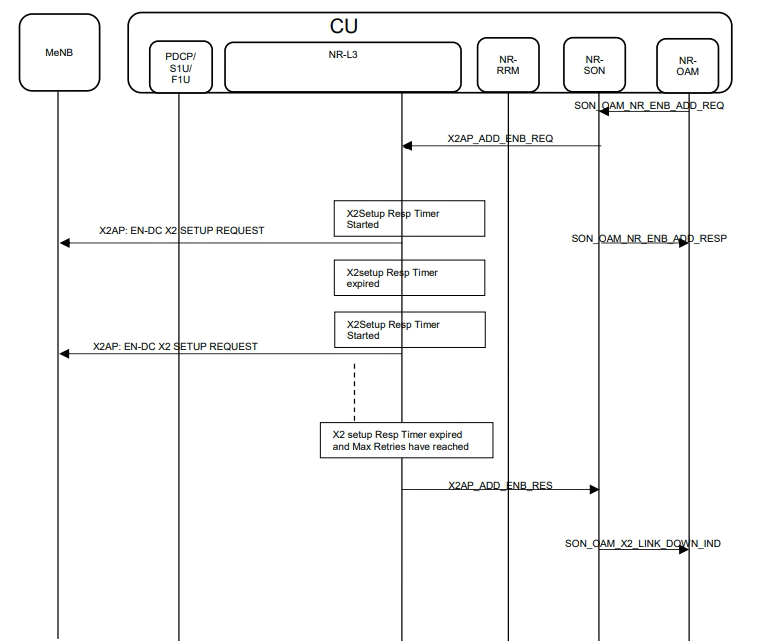 CU
MeNB
PDCP/
S1U/
F1U
NR-L3
NR-
RRM
NR-
SON
NR-
OAM
SON_OAM_NR_ENB_ADD_REQ
X2AP_ADD_ENB_REQ
X2Setup Resp Timer
Started
X2AP: EN-DC X2 SETUP REQUEST
SON_OAM_NR_ENB_ADD_RESP
X2setup Resp Timer
expired
X2Setup Resp Timer
Started
X2AP: EN-DC X2 SETUP REQUEST
X2 setup Resp Timer expired
and Max Retries have reached
X2AP_ADD_ENB_RES
SON_OAM_X2_LINK_DOWN_IND